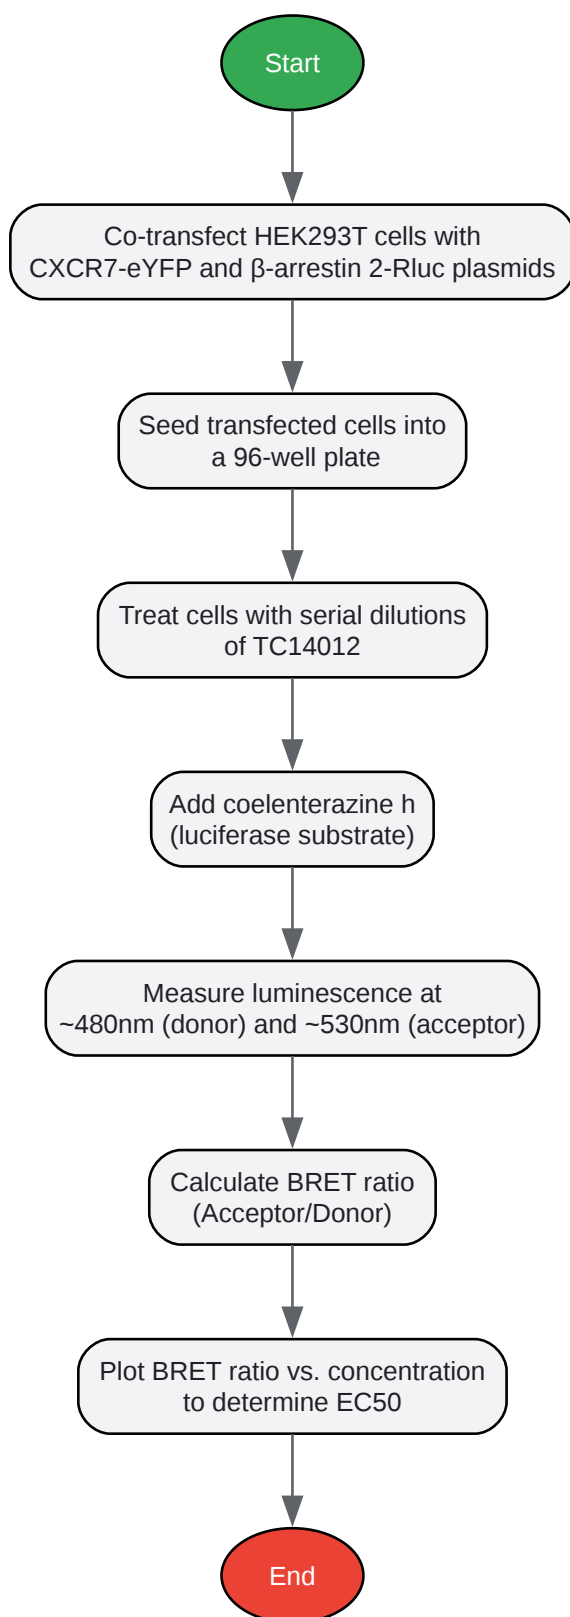 Start
Co-transfect HEK293T cells with
CXCR7-eYFP and β-arrestin 2-Rluc plasmids
Seed transfected cells into
a 96-well plate
Treat cells with serial dilutions
of TC14012
Add coelenterazine h
(luciferase substrate)
Measure luminescence at
~480nm (donor) and ~530nm (acceptor)
Calculate BRET ratio
(Acceptor/Donor)
Plot BRET ratio vs. concentration
to determine EC50
End